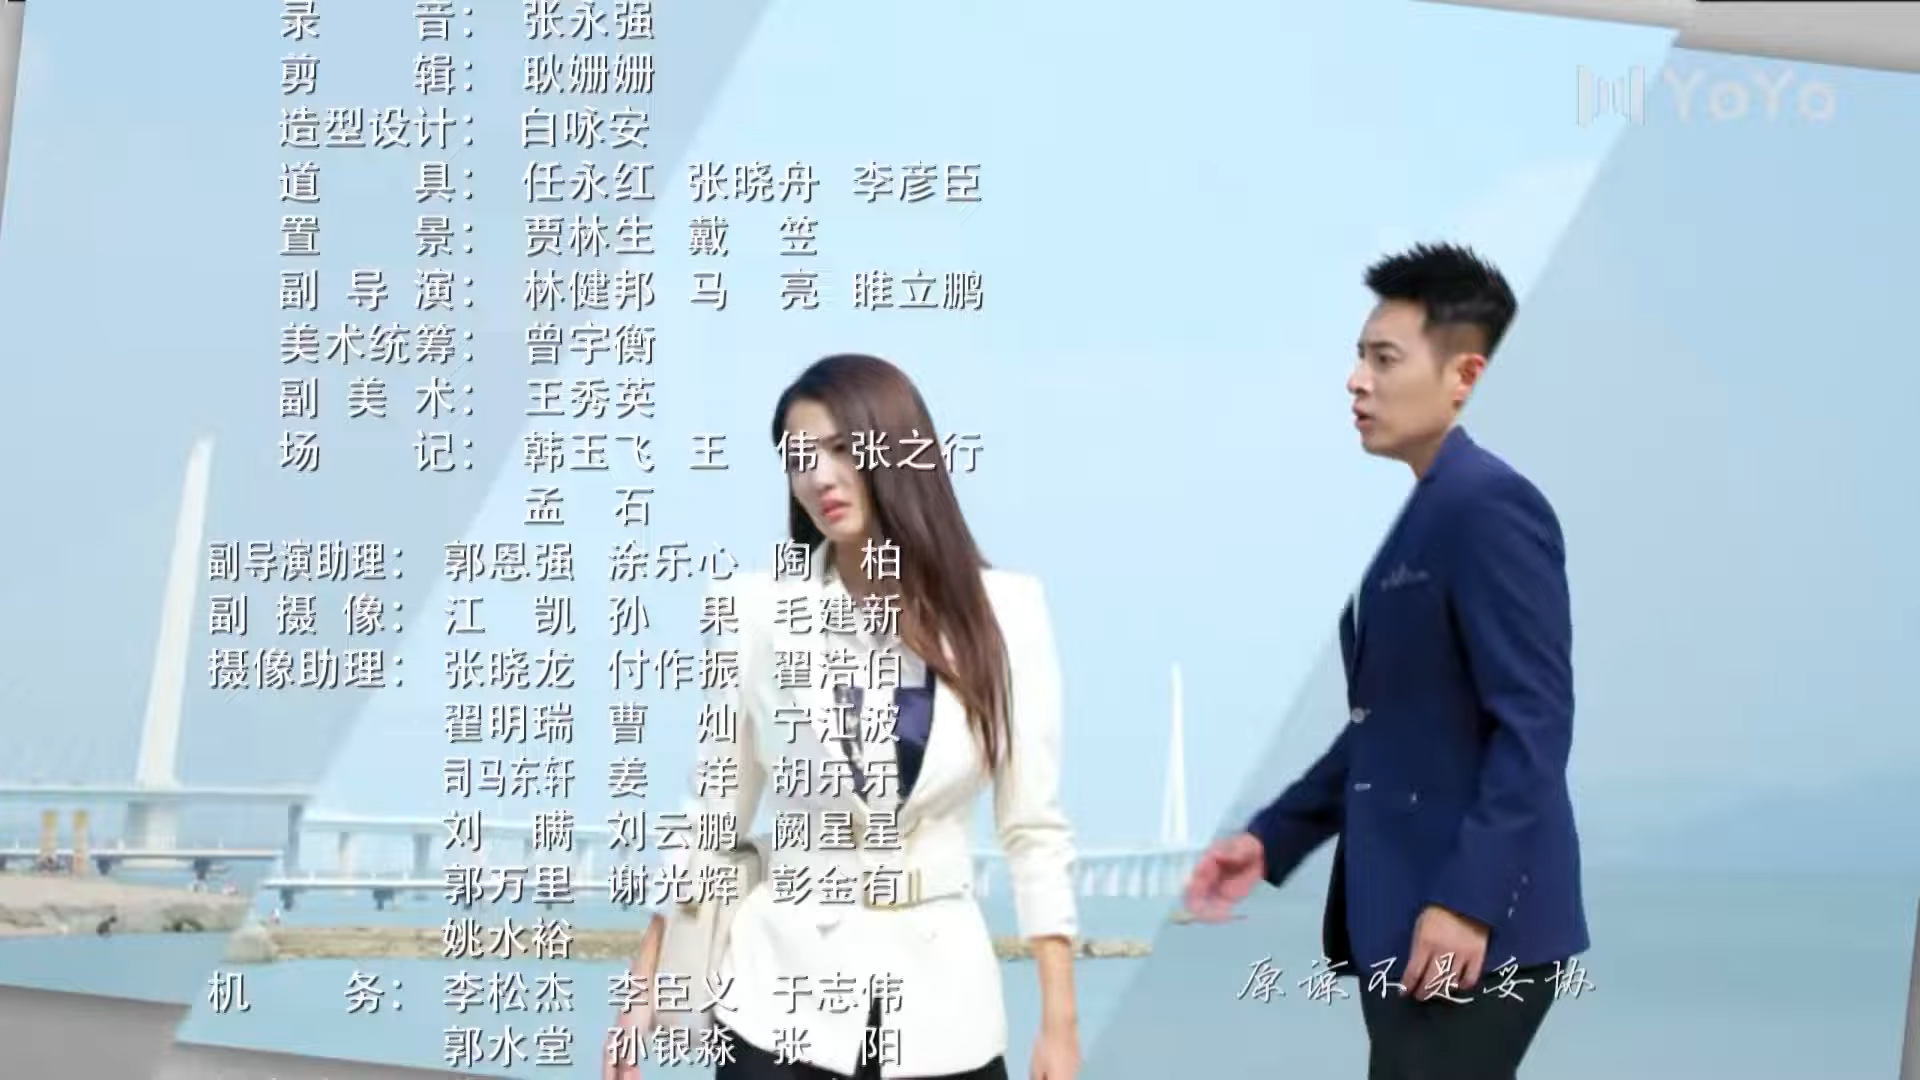 录音： 张永强
剪辑： 耿姗姗
造型设计： 白咏安
道具： 任永红 张晓舟 李彦臣
置景： 贾林生 戴笠
副导演： 林健邦 马亮 睢立鹏
美术统筹： 曾宇衡
副美术： 王秀英
场记： 韩玉飞 王伟 张之行
孟石
副导演助理： 郭恩强 涂乐心 陶柏
副摄像： 江凯 孙果 毛建新
摄像助理： 张晓龙 付作振 翟浩伯
翟明瑞 曹灿 宁江波
司马东轩 姜洋 胡乐乐
刘瞒 刘云鹏 阙星星
郭万里 谢光辉 彭金有
姚水裕
机务： 李松杰 李臣义 于志伟
郭水堂 孙银淼 张阳
YoYo
原谅不是妥协